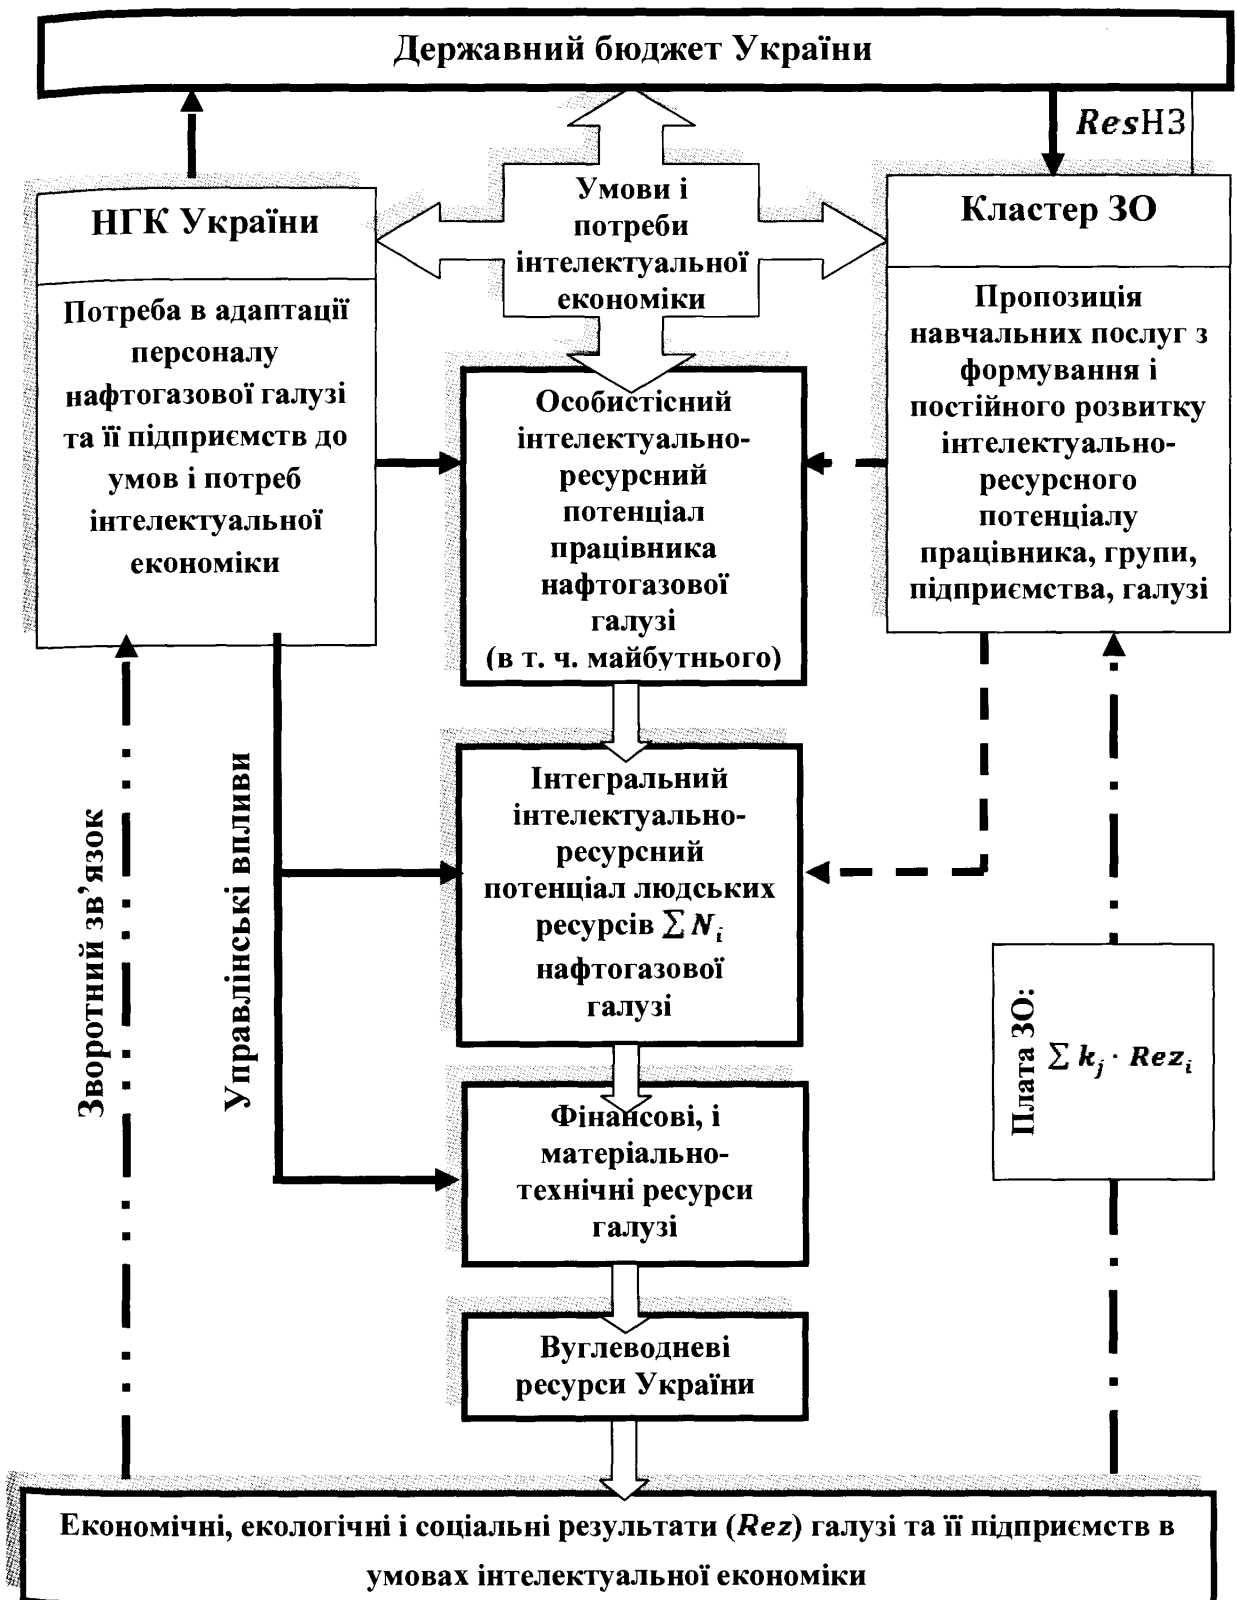 Державний бюджет України
ResНЗ
Умови і
потреби
інтелектуальної
економіки
НГК України
Потреба в адаптації
персоналу
нафтогазової галузі
та її підприємств до
умов і потреб
інтелектуальної
економіки
Кластер ЗО
Пропозиція
навчальних послуг з
формування і
постійного розвитку
інтелектуально-
ресурсного
потенціалу
працівника, групи,
підприємства, галузі
Особистісний
інтелектуально-
ресурсний
потенціал
працівника
нафтогазової
галузі
(в т. ч. майбутнього)
Зворотний зв’язок
Управлінські впливи
Інтегральний
інтелектуально-
ресурсний
потенціал людських
ресурсів ∑ Nᵢ
нафтогазової
галузі
Плата ЗО:
∑ kⱼ · Rezᵢ
Фінансові, і
матеріально-
технічні ресурси
галузі
Вуглеводневі
ресурси України
Економічні, екологічні і соціальні результати (Rez) галузі та її підприємств в
умовах інтелектуальної економіки